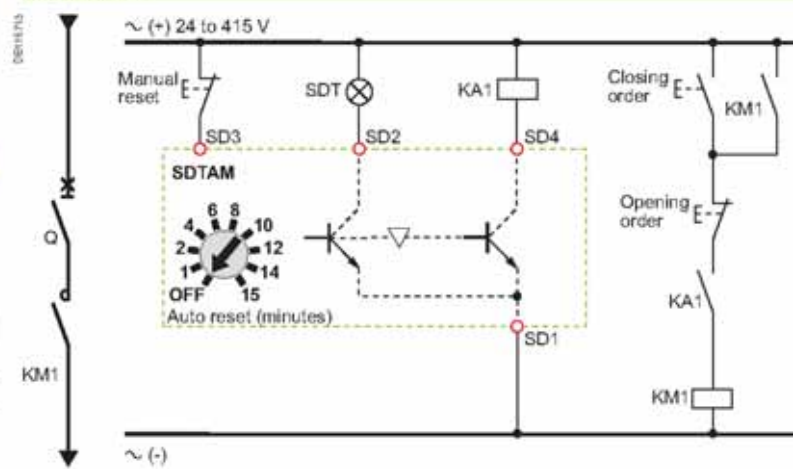 DB115713
∼ (+) 24 to 415 V
Manual
reset
SDT
KA1
Closing
order
KM1
SD3
SD2
SD4
SDTAM
Q
OFF
1
2
4
6
8
10
12
14
15
Auto reset (minutes)
Opening
order
SD1
KA1
KM1
KM1
∼ (-)